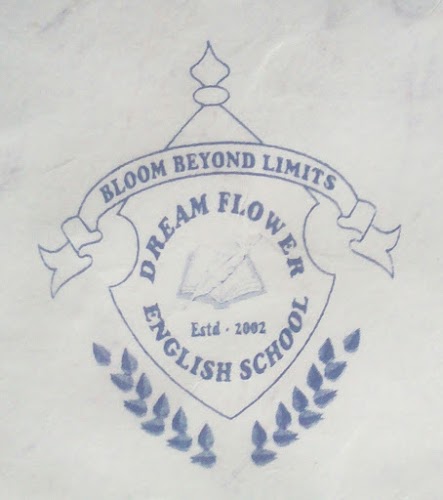 BLOOM BEYOND LIMITS
DREAM FLOWER
Estd - 2002
ENGLISH SCHOOL